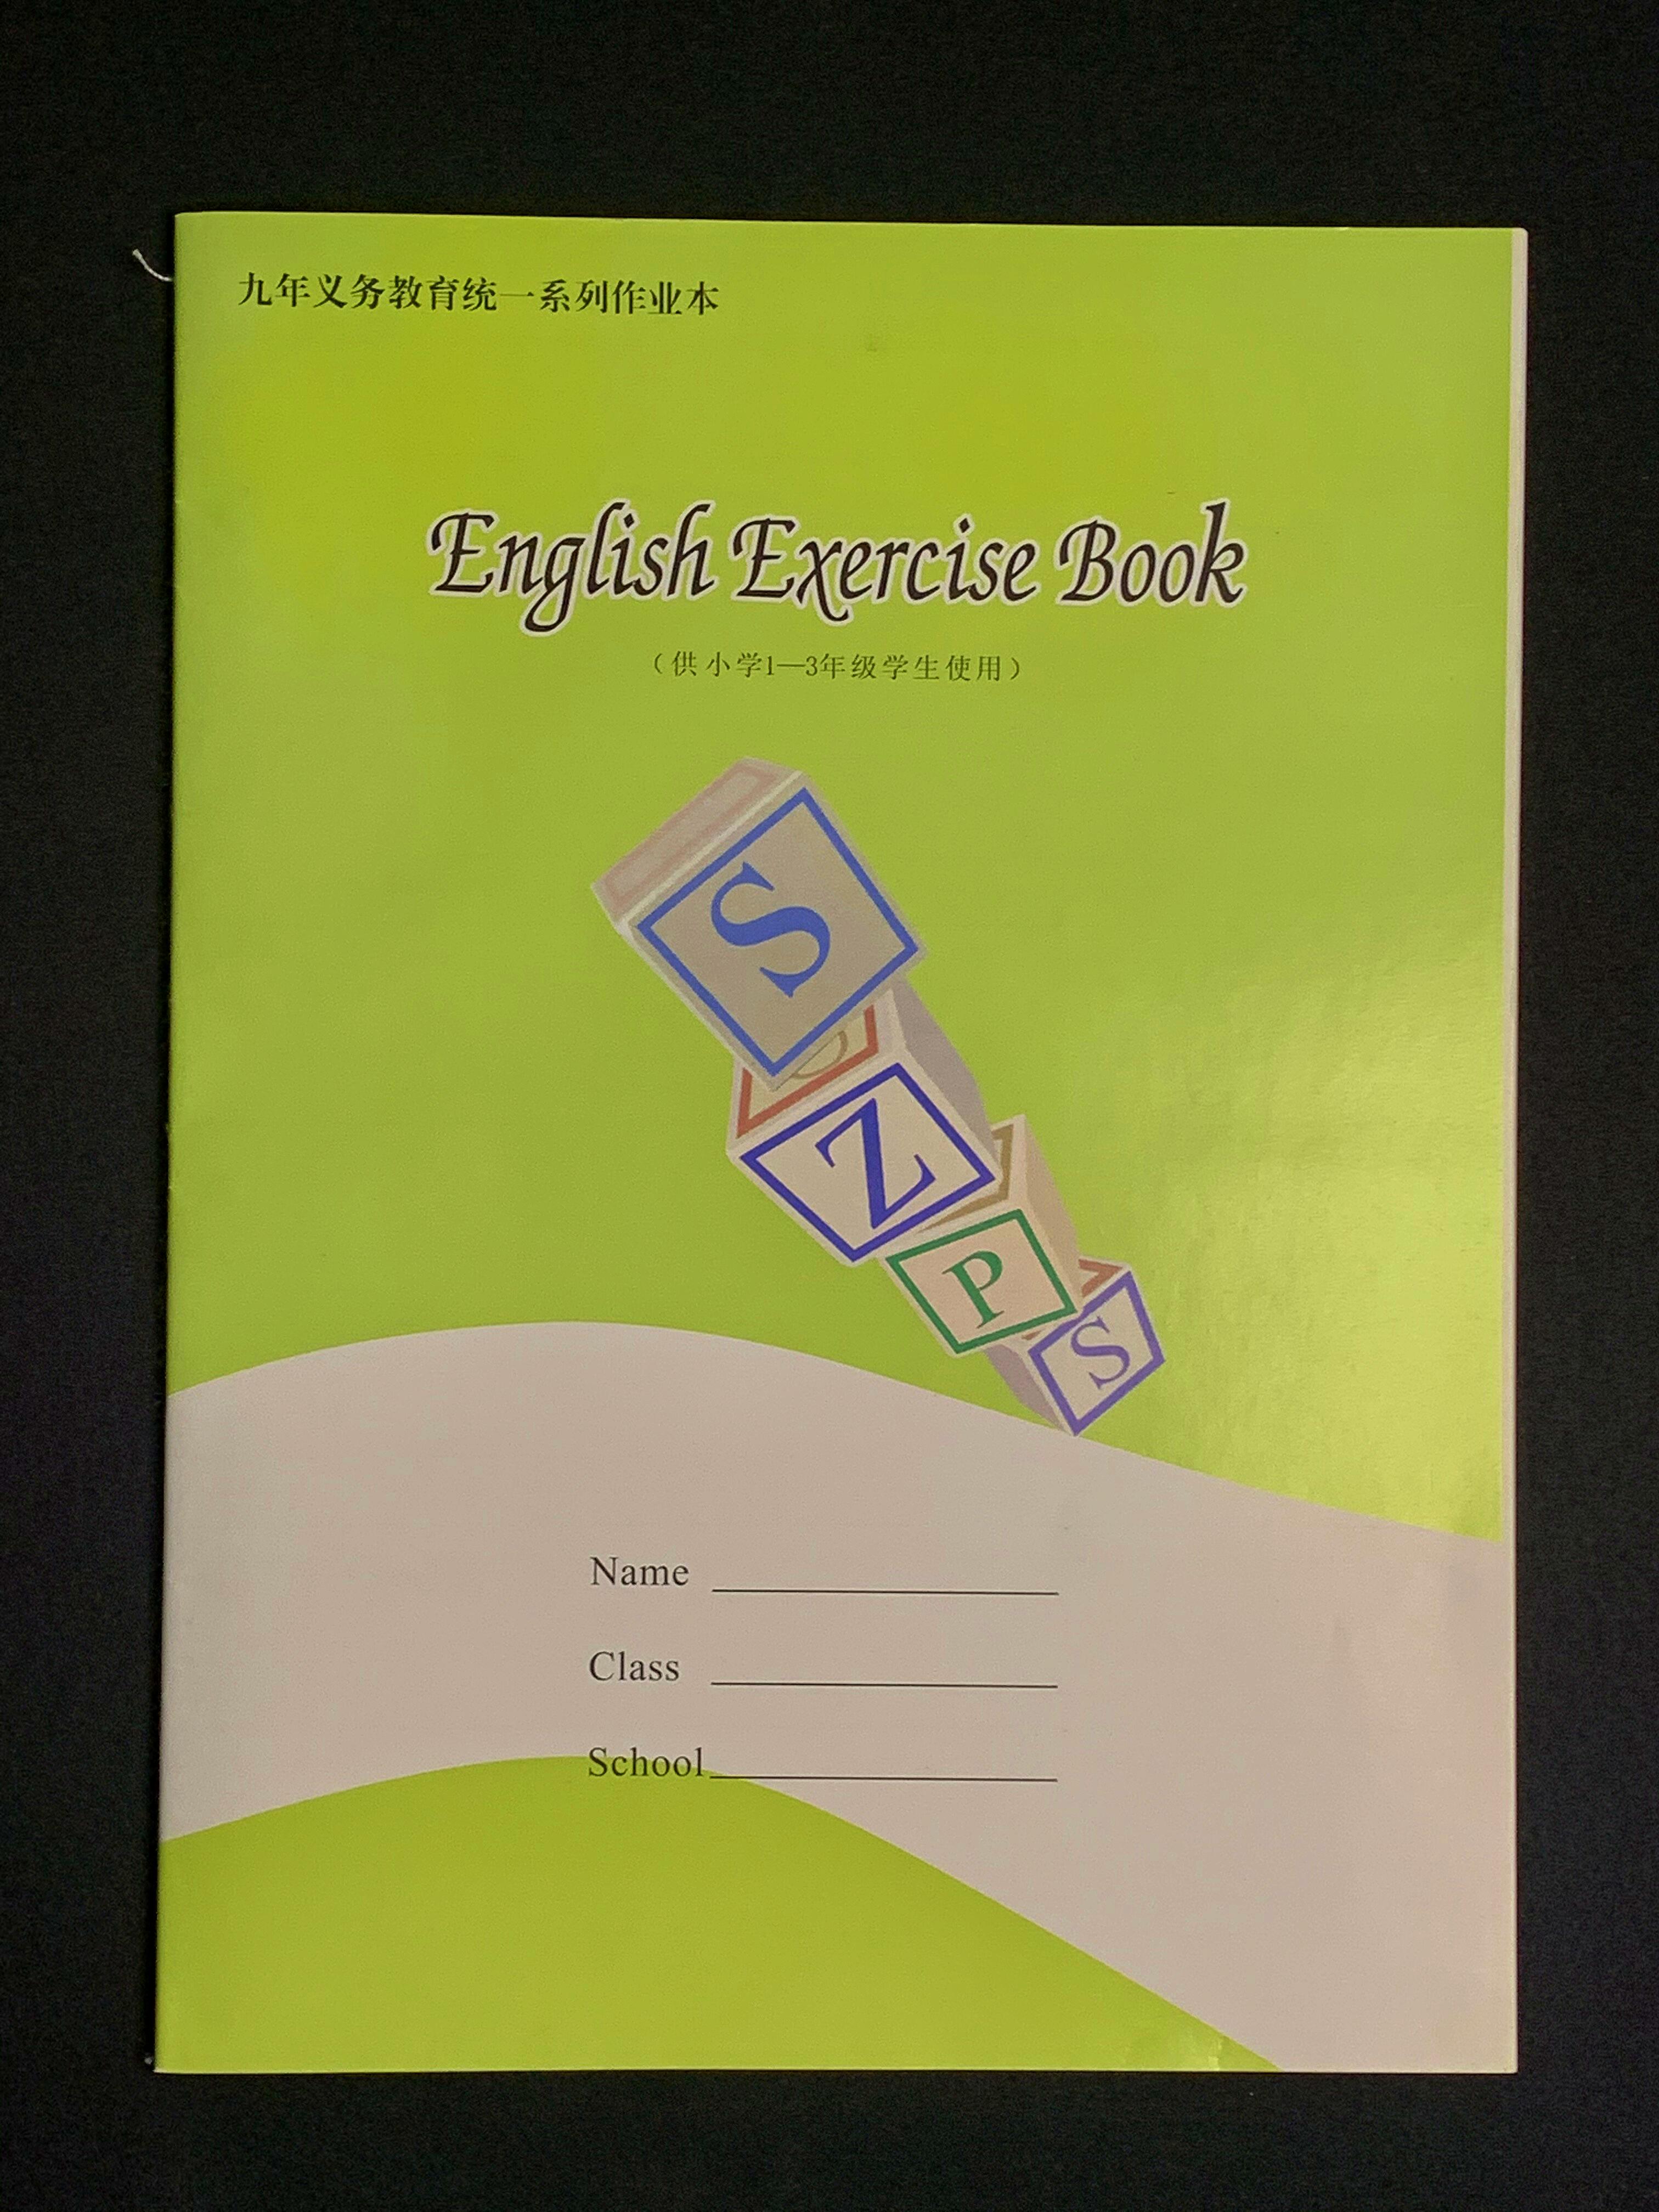 九年义务教育统一系列作业本
English Exercise Book
（供小学1—3年级学生使用）
S
Z
P
S
Name
Class
School